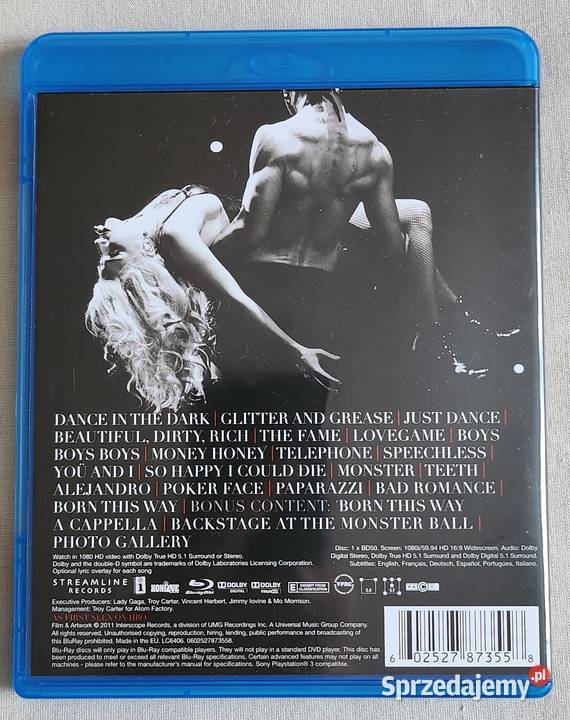 DANCE IN THE DARK | GLITTER AND GREASE | JUST DANCE |
BEAUTIFUL, DIRTY, RICH | THE FAME | LOVEGAME | BOYS
BOYS BOYS | MONEY HONEY | TELEPHONE | SPEECHLESS |
YOÜ AND I | SO HAPPY I COULD DIE | MONSTER | TEETH |
ALEJANDRO | POKER FACE | PAPARAZZI | BAD ROMANCE |
BORN THIS WAY | BONUS CONTENT: 'BORN THIS WAY
A CAPPELLA | BACKSTAGE AT THE MONSTER BALL |
PHOTO GALLERY
Watch in 1080 HD video with Dolby True HD 5.1 Surround or Stereo.
Dolby and the double-D symbol are trademarks of Dolby Laboratories Licensing Corporation.
Optional lyric overlay for each song
Disc: 1 x BD50. Screen: 1080i/59.94 HD 16:9 Widescreen. Audio: Dolby
Digital Stereo, Dolby True HD 5.1 Surround and Dolby Digital 5.1 Surround.
Subtitles: English, Français, Deutsch, Español, Portugües, Italiano.
STREAMLINE
RECORDS
KONLIVE
Blu-ray Disc
DOLBY
DIGITAL
DOLBY
E EXEMPT FROM CLASSIFICATION
Executive Producers: Lady Gaga, Troy Carter, Vincent Herbert, Jimmy Iovine & Mo Morrison.
Management: Troy Carter for Atom Factory.
AS FIRST SEEN ON HBO
Film & Artwork © 2011 Interscope Records, a division of UMG Recordings Inc. A Universal Music Group Company.
All rights reserved. Unauthorised copying, reproduction, hiring, lending, public performance and broadcasting of
this BluRay prohibited. Made in the EU. LC6406. 0602527873558.
Blu-Ray discs will only play in Blu-Ray compatible players. They will not play in a standard DVD player. This disc has
been produced to meet or exceed all relevant Blu-Ray specifications. Certain advanced features may not play on all
machines - please refer to the manufacturer's manual for specifications. Sony Playstation® 3 compatible.
6 02527 87355 8
Sprzedajemy.pl